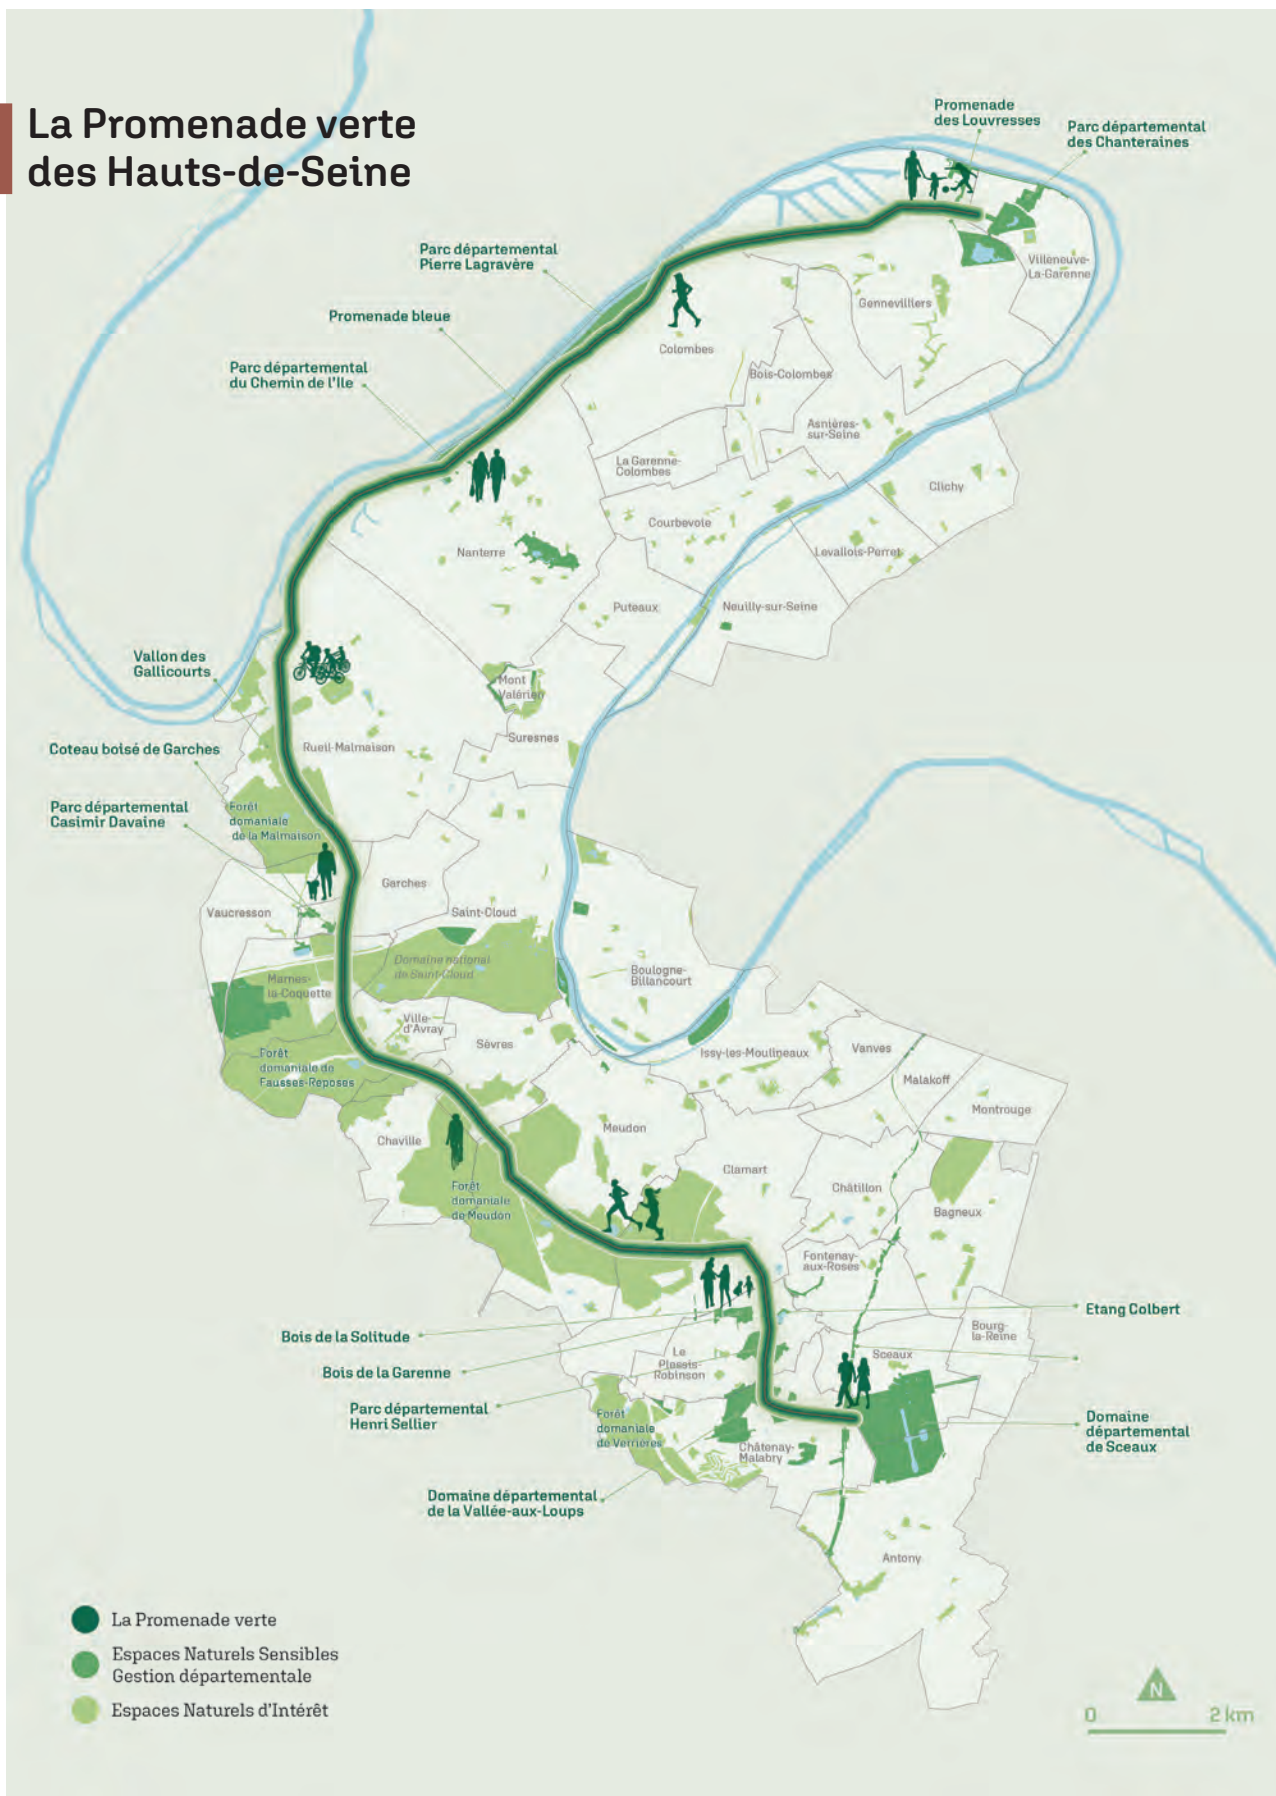 La Promenade verte
des Hauts-de-Seine
Promenade
des Louvresses
Parc départemental
des Chanteraines
Parc départemental
Pierre Lagravère
Promenade bleue
Parc départemental
du Chemin de l'Ile
Villeneuve-
La-Garenne
Gennevilliers
Colombes
Bois-Colombes
Asnières-
sur-Seine
La Garenne-
Colombes
Clichy
Courbevoie
Levallois-Perret
Nanterre
Puteaux
Neuilly-sur-Seine
Vallon des
Gallicourts
Mont
Valérien
Suresnes
Coteau boisé de Garches
Rueil-Malmaison
Parc départemental
Casimir Davaine
Forêt
domaniale
de la Malmaison
Garches
Vaucresson
Saint-Cloud
Domaine national
de Saint-Cloud
Marnes-
la-Coquette
Boulogne-
Billancourt
Ville-
d'Avray
Sèvres
Issy-les-Moulineaux
Vanves
Forêt
domaniale de
Fausses-Reposes
Malakoff
Montrouge
Chaville
Meudon
Clamart
Forêt
domaniale
de Meudon
Châtillon
Bagneux
Fontenay-
aux-Roses
Etang Colbert
Bois de la Solitude
Bourg-
la-Reine
Le
Plessis-
Robinson
Sceaux
Bois de la Garenne
Parc départemental
Henri Sellier
Forêt
domaniale
de Verrières
Domaine
départemental
de Sceaux
Châtenay-
Malabry
Domaine départemental
de la Vallée-aux-Loups
Antony
La Promenade verte
Espaces Naturels Sensibles
Gestion départementale
Espaces Naturels d'Intérêt
N
0 2 km